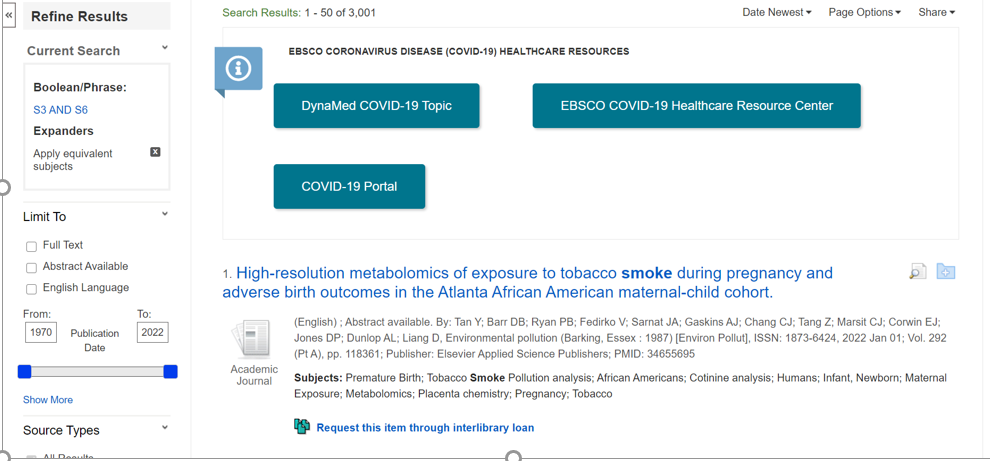 «
Refine Results
Current Search
Boolean/Phrase:
S3 AND S6
Expanders
Apply equivalent
subjects
x
Limit To
Full Text
Abstract Available
English Language
From:
To:
1970
Publication
Date
2022
Show More
Source Types
All Results
Search Results: 1 - 50 of 3,001
Date Newest
Page Options
Share
EBSCO CORONAVIRUS DISEASE (COVID-19) HEALTHCARE RESOURCES
DynaMed COVID-19 Topic
EBSCO COVID-19 Healthcare Resource Center
COVID-19 Portal
1. High-resolution metabolomics of exposure to tobacco smoke during pregnancy and
adverse birth outcomes in the Atlanta African American maternal-child cohort.
(English) ; Abstract available. By: Tan Y; Barr DB; Ryan PB; Fedirko V; Sarnat JA; Gaskins AJ; Chang CJ; Tang Z; Marsit CJ; Corwin EJ;
Jones DP; Dunlop AL; Liang D, Environmental pollution (Barking, Essex : 1987) [Environ Pollut], ISSN: 1873-6424, 2022 Jan 01; Vol. 292
(Pt A), pp. 118361; Publisher: Elsevier Applied Science Publishers; PMID: 34655695
Academic
Journal
Subjects: Premature Birth; Tobacco Smoke Pollution analysis; African Americans; Cotinine analysis; Humans; Infant, Newborn; Maternal
Exposure; Metabolomics; Placenta chemistry; Pregnancy; Tobacco
Request this item through interlibrary loan